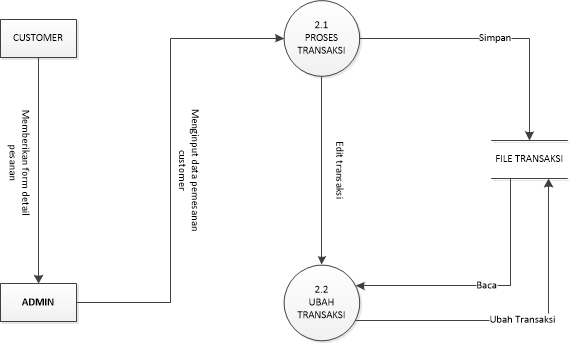 CUSTOMER
2.1
PROSES
TRANSAKSI
Simpan
Memberikan form detail
pesanan
Menginput data pemesanan
customer
Edit transaksi
FILE TRANSAKSI
ADMIN
2.2
UBAH
TRANSAKSI
Baca
Ubah Transaksi